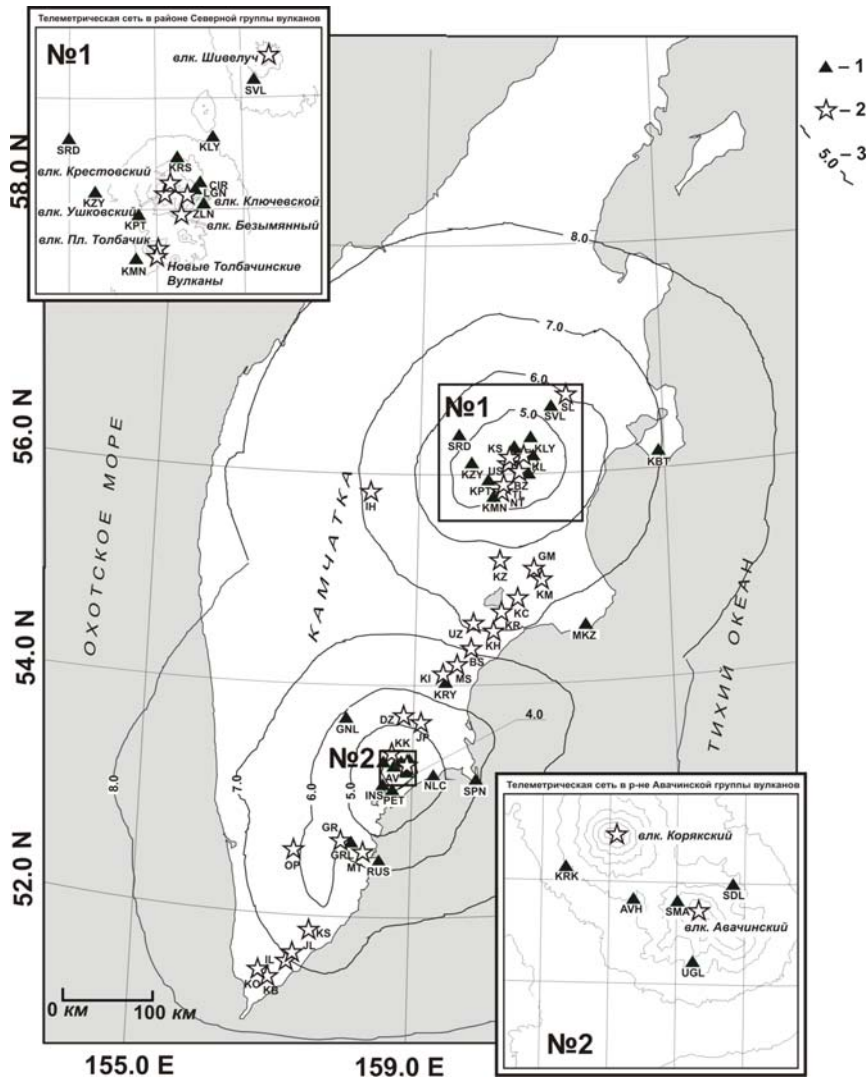 Телеметрическая сеть в районе Северной группы вулканов
№1
влк. Шивелуч
SVL
SRD
KLY
KRS
влк. Крестовский
CIR
LGN
влк. Ключевской
KZY
влк. Ушковский
ZLN
KPT
влк. Безымянный
влк. Пл. Толбачик
KMN
Новые Толбачинские
Вулканы
– 1
– 2
5.0
– 3
58.0 N
56.0 N
54.0 N
52.0 N
155.0 E
159.0 E
ОХОТСКОЕ МОРЕ
КАМЧАТКА
ТИХИЙ ОКЕАН
8.0
7.0
6.0
5.0
№1
SL
SVL
SRD
KS
KLY
KZY
US
KL
KPT
BZ
TL
KMN
NT
KBT
IH
KZ
GM
KM
KC
KR
UZ
KH
MKZ
BS
KI
MS
KRY
GNL
DZ
JP
4.0
№2
KK
AV
INS
PET
NLC
SPN
8.0
7.0
6.0
5.0
GR
GRL
OP
MT
RUS
KS
JL
IL
KO
KB
0 км
100 км
Телеметрическая сеть в р-не Авачинской группы вулканов
влк. Корякский
KRK
SDL
AVH
SMA
влк. Авачинский
UGL
№2